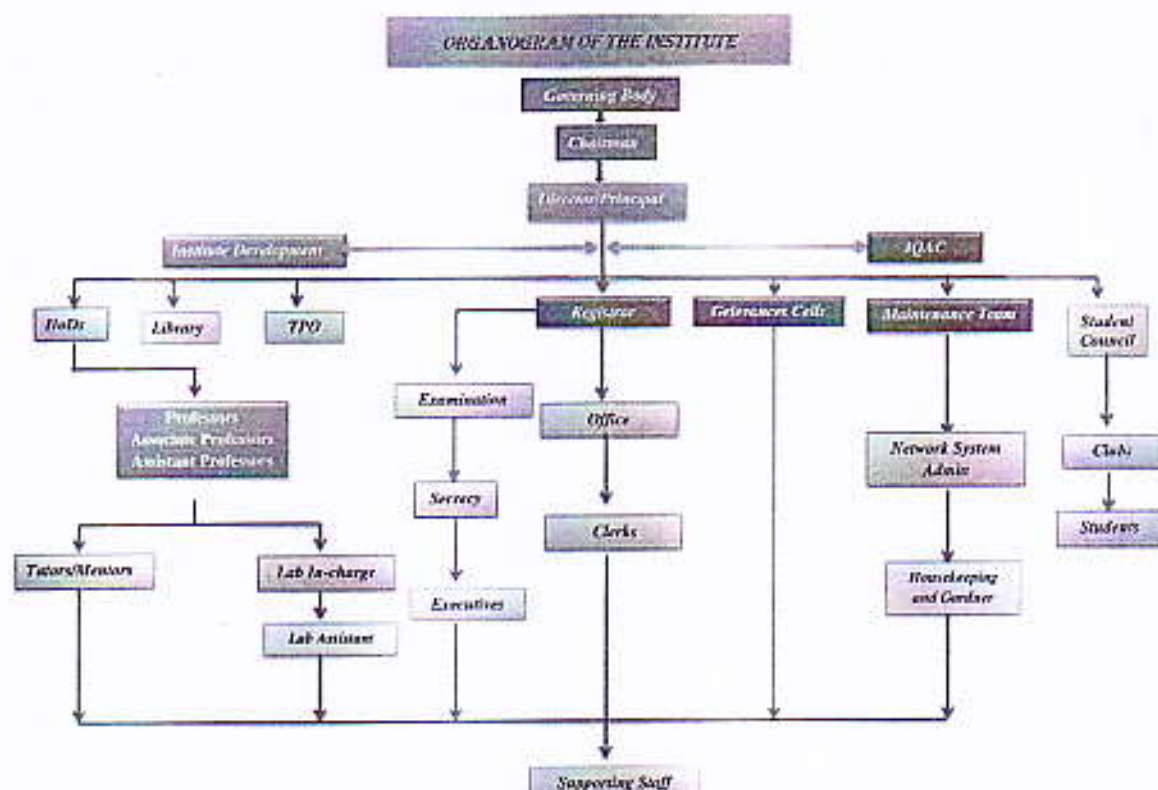 ORGANOGRAM OF THE INSTITUTE
Governing Body
Chairman
Director/Principal
Institute Development
IQAC
HoDs
Library
TPO
Registrar
Cells
Maintenance Team
Student
Council
Examination
Office
Professors
Associate Professors
Assistant Professors
Network System
Admin
Clubs
Secrecy
Clerks
Students
Tutors/Mentors
Lab In-charge
Executives
Housekeeping
and Gardner
Lab Assistant
Supporting Staff